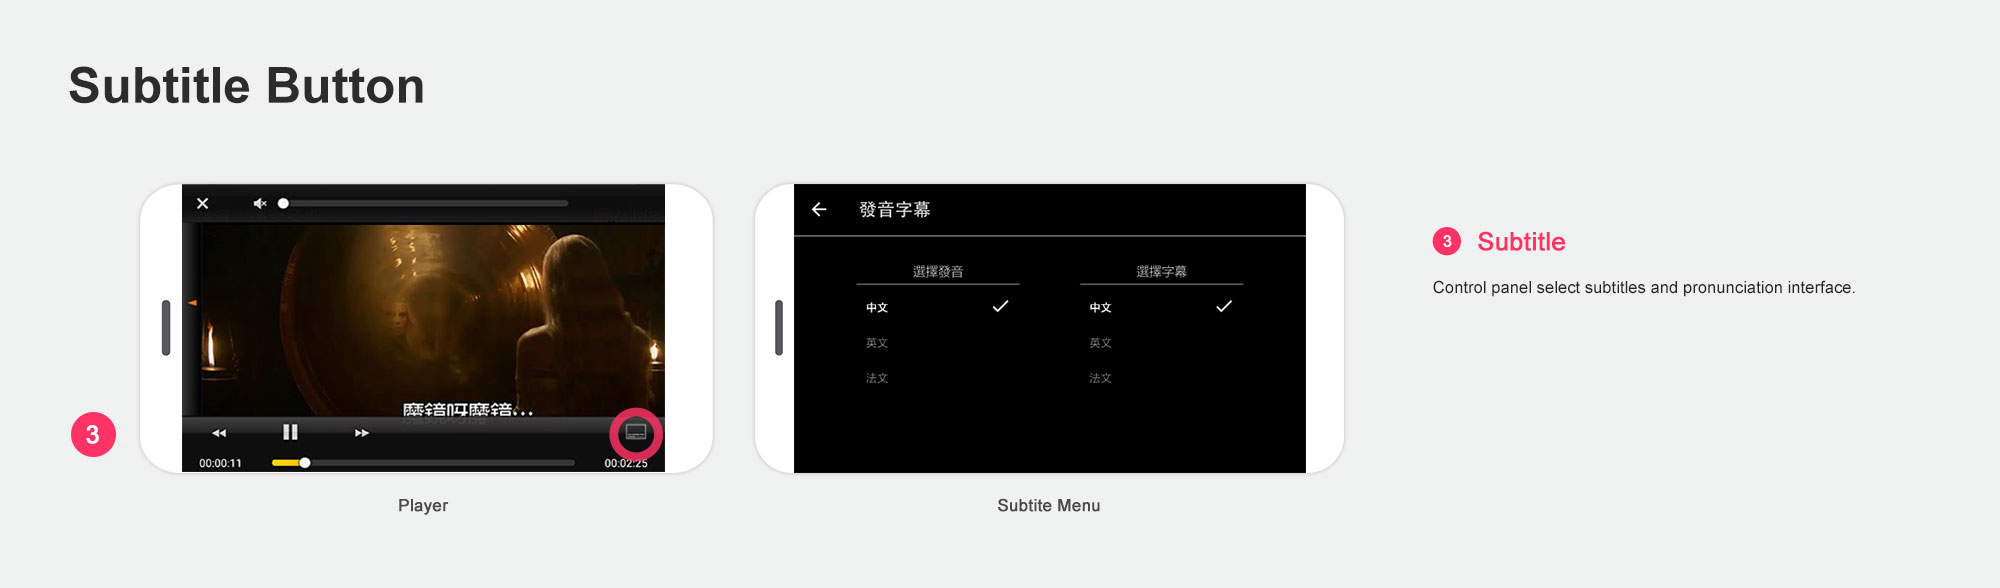 Subtitle Button
魔鏡呀魔鏡...
00:00:11
00:02:25
3
Player
發音字幕
選擇發音
中文
英文
法文
選擇字幕
中文
英文
法文
Subtite Menu
3 Subtitle
Control panel select subtitles and pronunciation interface.